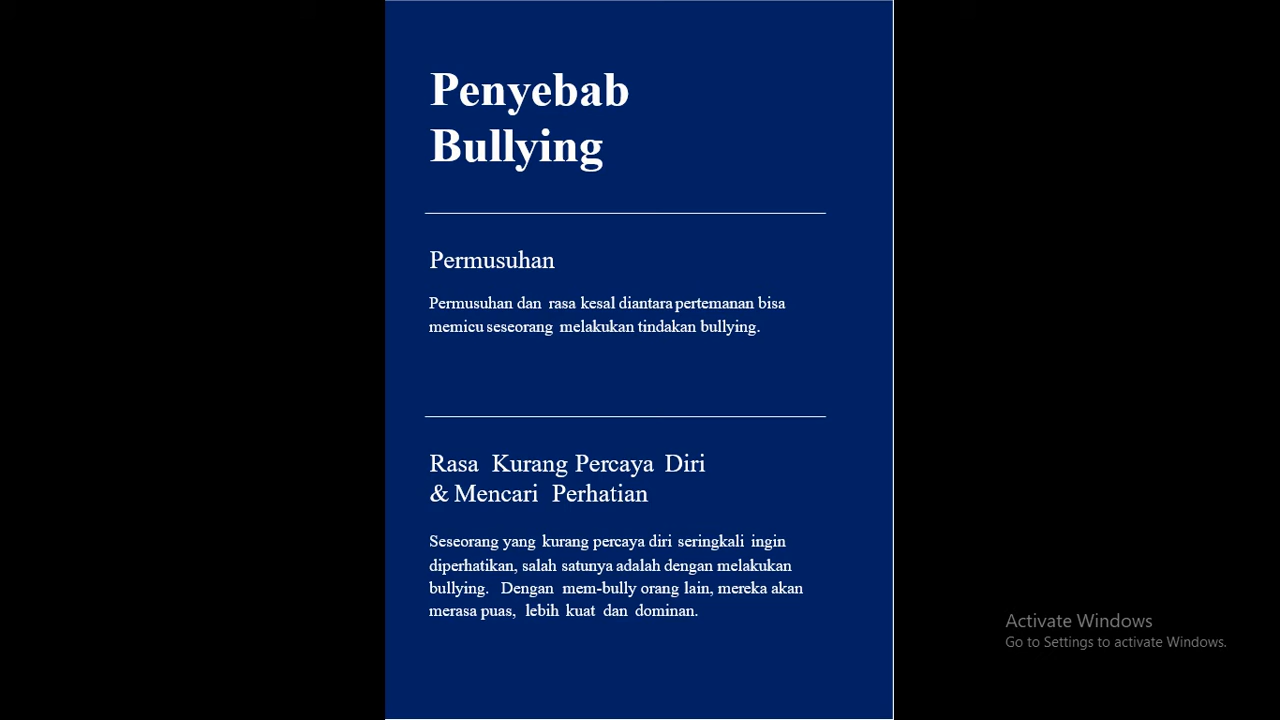 Penyebab
Bullying
Permusuhan
Permusuhan dan rasa kesal diantara pertemanan bisa
memicu seseorang melakukan tindakan bullying.
Rasa Kurang Percaya Diri
& Mencari Perhatian
Seseorang yang kurang percaya diri seringkali ingin
diperhatikan, salah satunya adalah dengan melakukan
bullying. Dengan mem-bully orang lain, mereka akan
merasa puas, lebih kuat dan dominan.
Activate Windows
Go to Settings to activate Windows.